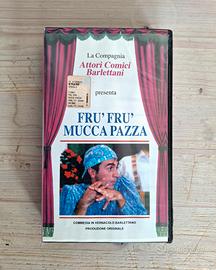 La Compagnia
Attori Comici
Barlettani
presenta
FRU' FRU'
MUCCA PAZZA
COMMEDIA IN VERNACOLO BARLETTANO
PRODUZIONE ORIGINALE